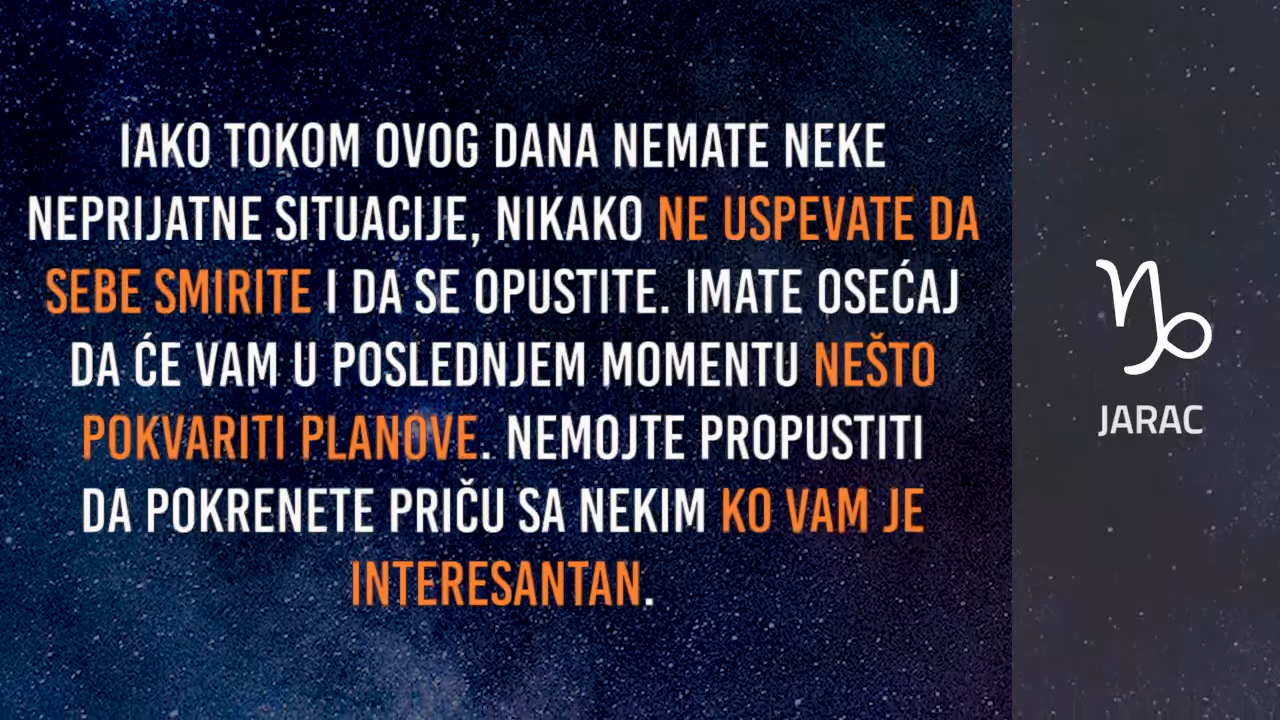 IAKO TOKOM OVOG DANA NEMATE NEKE
NEPRIJATNE SITUACIJE, NIKAKO NE USPEVATE DA
SEBE SMIRITE I DA SE OPUSTITE. IMATE OSEĆAJ
DA ĆE VAM U POSLEDNJEM MOMENTU NEŠTO
POKVARITI PLANOVE. NEMOJTE PROPUSTITI
DA POKRENETE PRIČU SA NEKIM KO VAM JE
INTERESANTAN.
JARAC